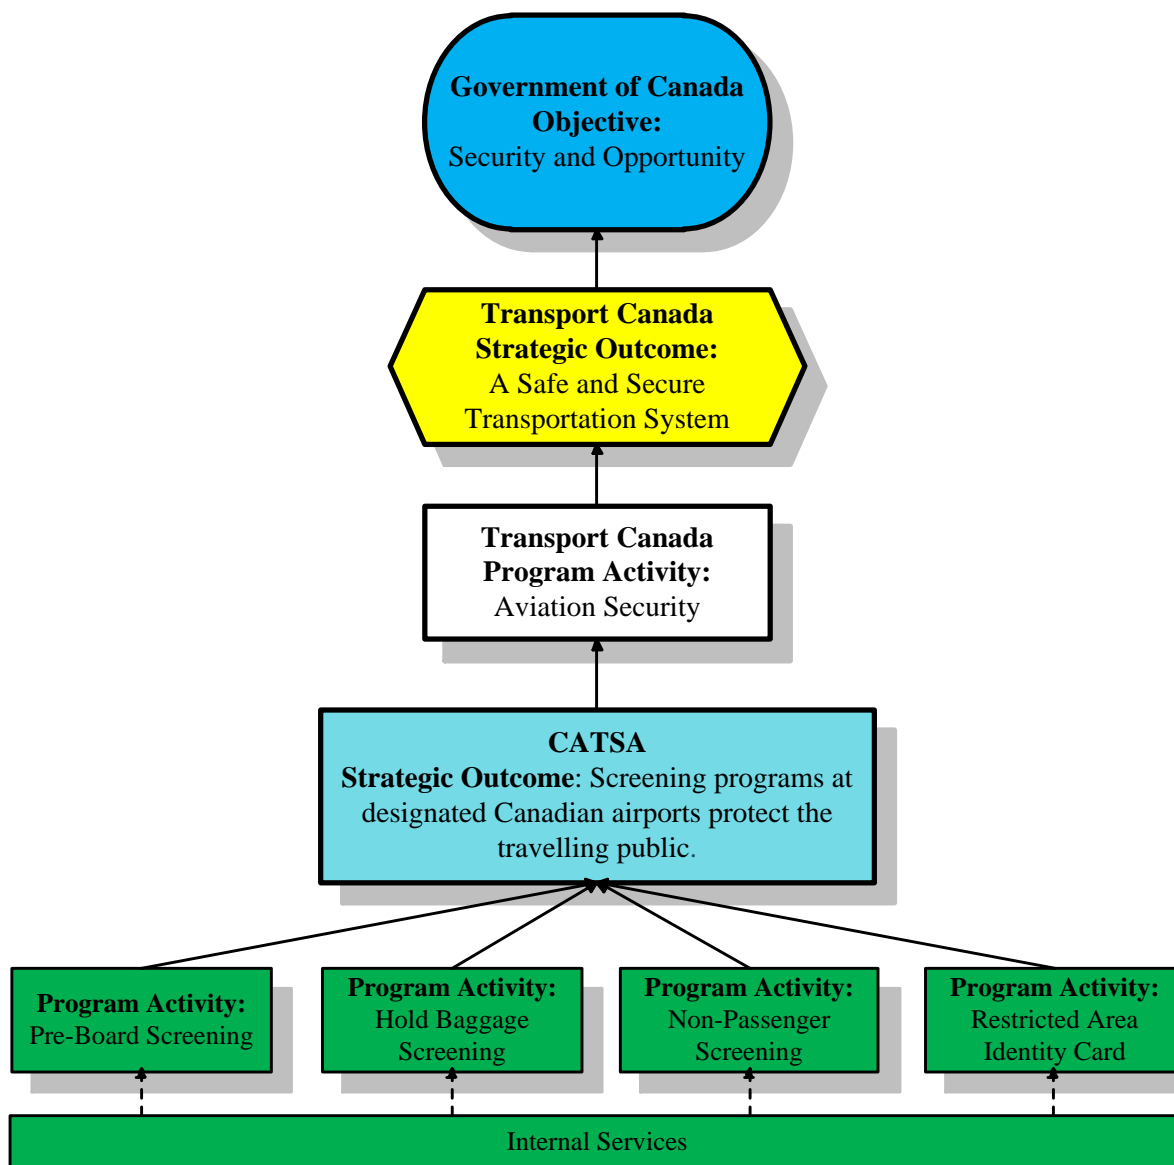 Government of Canada
Objective:
Security and Opportunity
Transport Canada
Strategic Outcome:
A Safe and Secure
Transportation System
Transport Canada
Program Activity:
Aviation Security
CATSA
Strategic Outcome: Screening programs at
designated Canadian airports protect the
travelling public.
Program Activity:
Pre-Board Screening
Program Activity:
Hold Baggage
Screening
Program Activity:
Non-Passenger
Screening
Program Activity:
Restricted Area
Identity Card
Internal Services